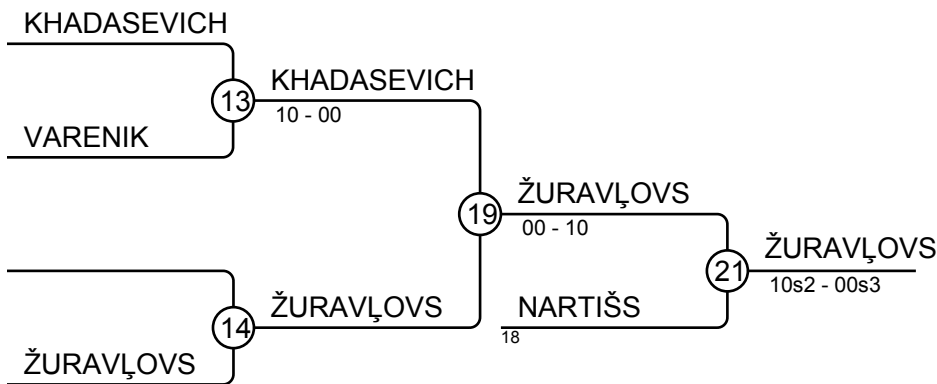 KHADASEVICH
13
KHADASEVICH
10 - 00
VARENIK
19
ŽURAVĻOVS
00 - 10
21
ŽURAVĻOVS
10s2 - 00s3
14
ŽURAVĻOVS
NARTIŠS
18
ŽURAVĻOVS